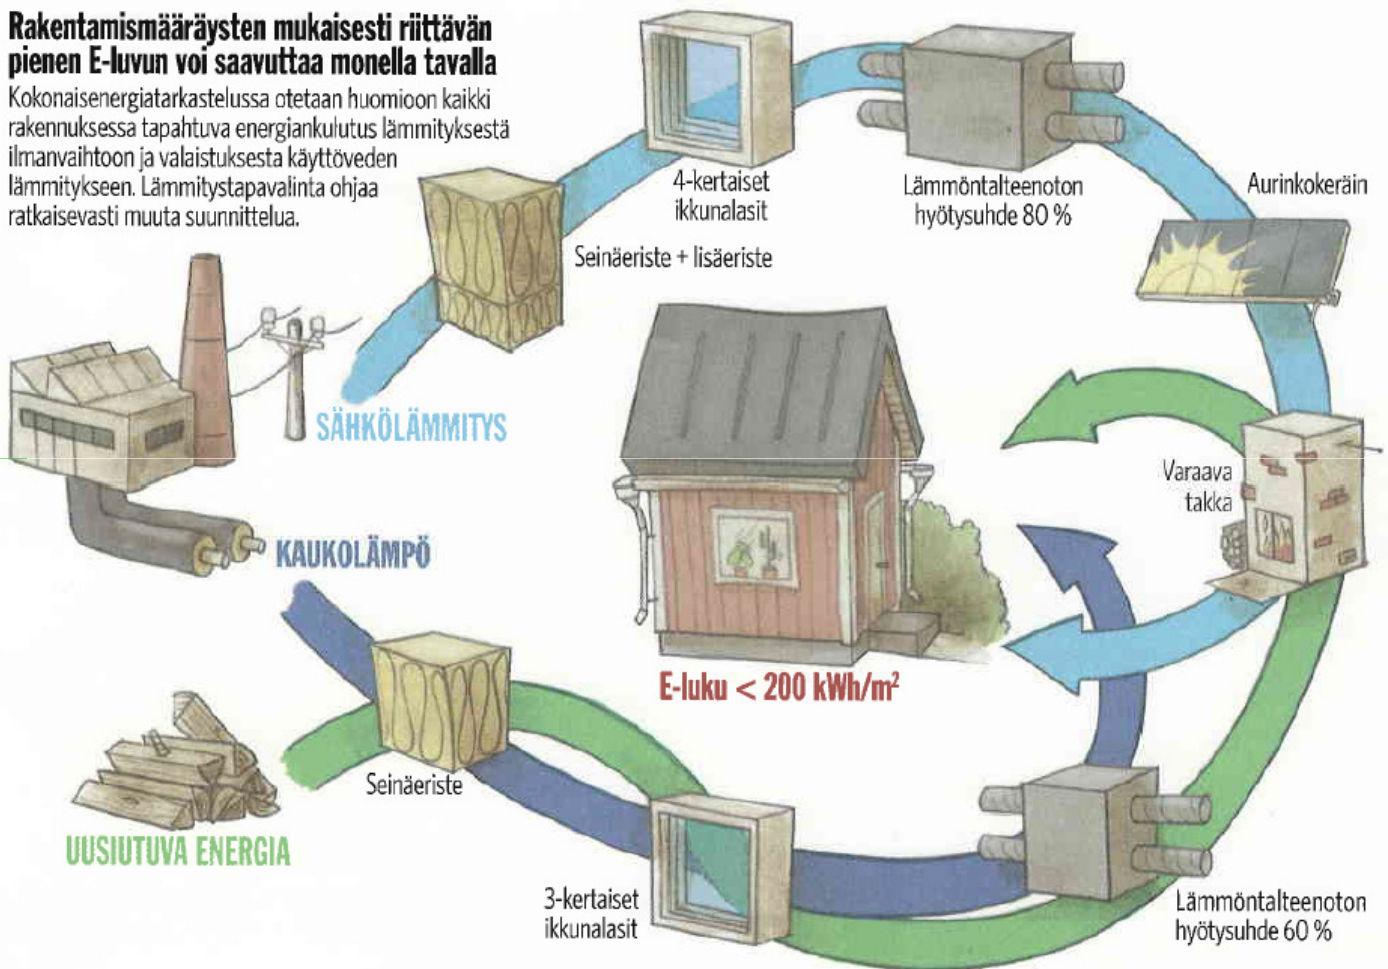 Rakentamismääräysten mukaisesti riittävän
pienen E-luvun voi saavuttaa monella tavalla
Kokonaisenergiatarkastelussa otetaan huomioon kaikki
rakennuksessa tapahtuva energiankulutus lämmityksestä
ilmanvaihtoon ja valaistuksesta käyttöveden
lämmitykseen. Lämmitystapavalinta ohjaa
ratkaisevasti muuta suunnittelua.
4-kertaiset
ikkunalasit
Lämmöntalteenoton
hyötysuhde 80 %
Aurinkokeräin
Seinäeriste + lisäeriste
SÄHKÖLÄMMITYS
Varaava
takka
KAUKOLÄMPÖ
E-luku < 200 kWh/m²
Seinäeriste
UUSIUTUVA ENERGIA
3-kertaiset
ikkunalasit
Lämmöntalteenoton
hyötysuhde 60 %